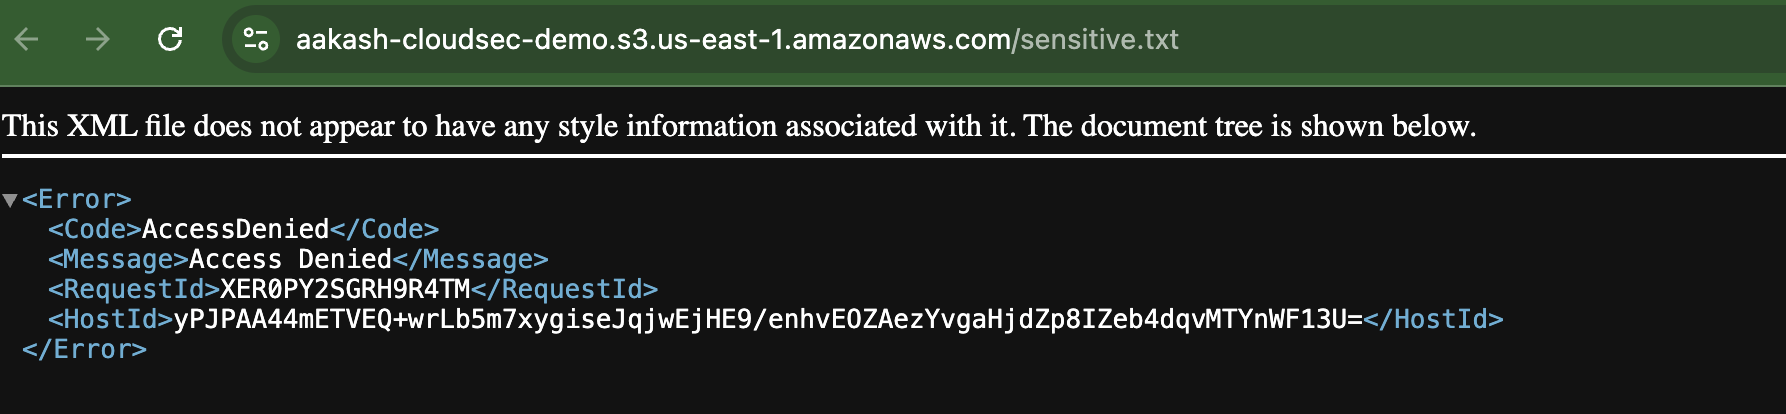 aakash-cloudsec-demo.s3.us-east-1.amazonaws.com/sensitive.txt
This XML file does not appear to have any style information associated with it. The document tree is shown below.
<Error>
<Code>AccessDenied</Code>
<Message>Access Denied</Message>
<RequestId>XER0PY2SGRH9R4TM</RequestId>
<HostId>yPJPAA44mETVEQ+wrLb5m7xygiseJqjwEjHE9/enhvEOZAezYvgaHjdZp8IZeb4dqvMTYnWF13U=</HostId>
</Error>